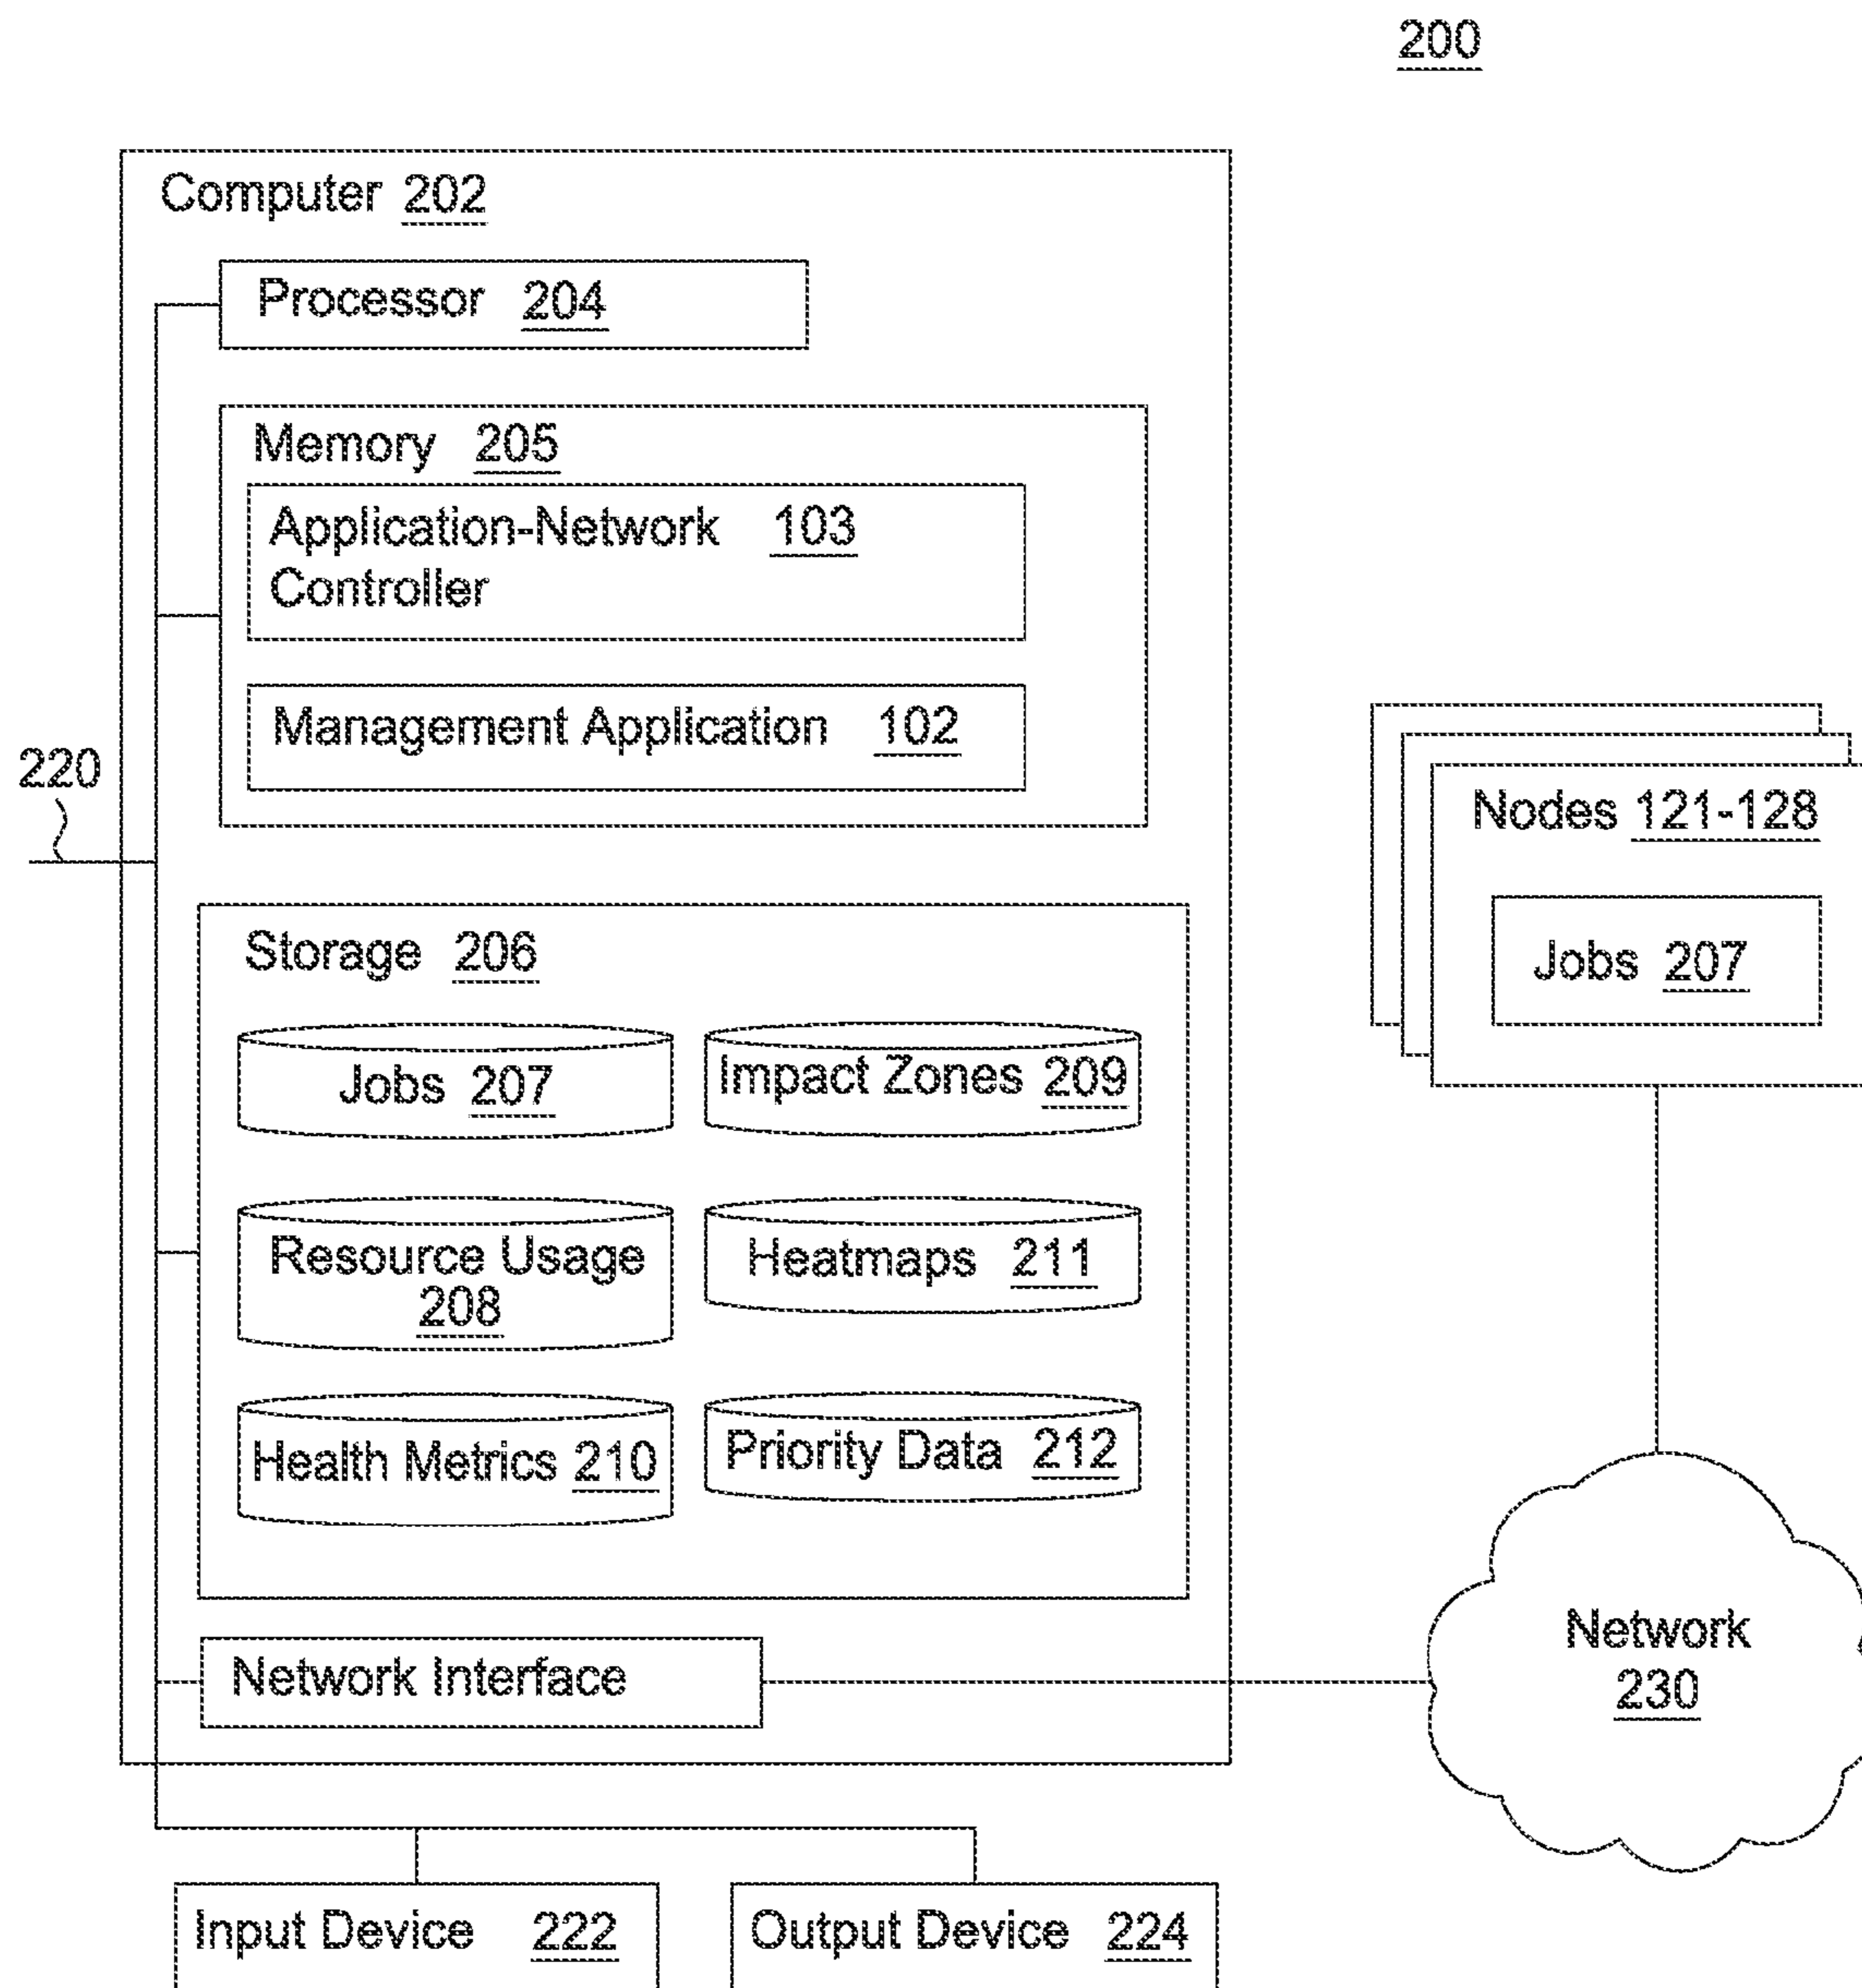 200
Computer 202
Processor 204
Memory 205
Application-Network 103
Controller
Management Application 102
220
Nodes 121-128
Jobs 207
Storage 206
Jobs 207
Impact Zones 209
Resource Usage
208
Heatmaps 211
Health Metrics 210
Priority Data 212
Network Interface
Network
230
Input Device 222
Output Device 224